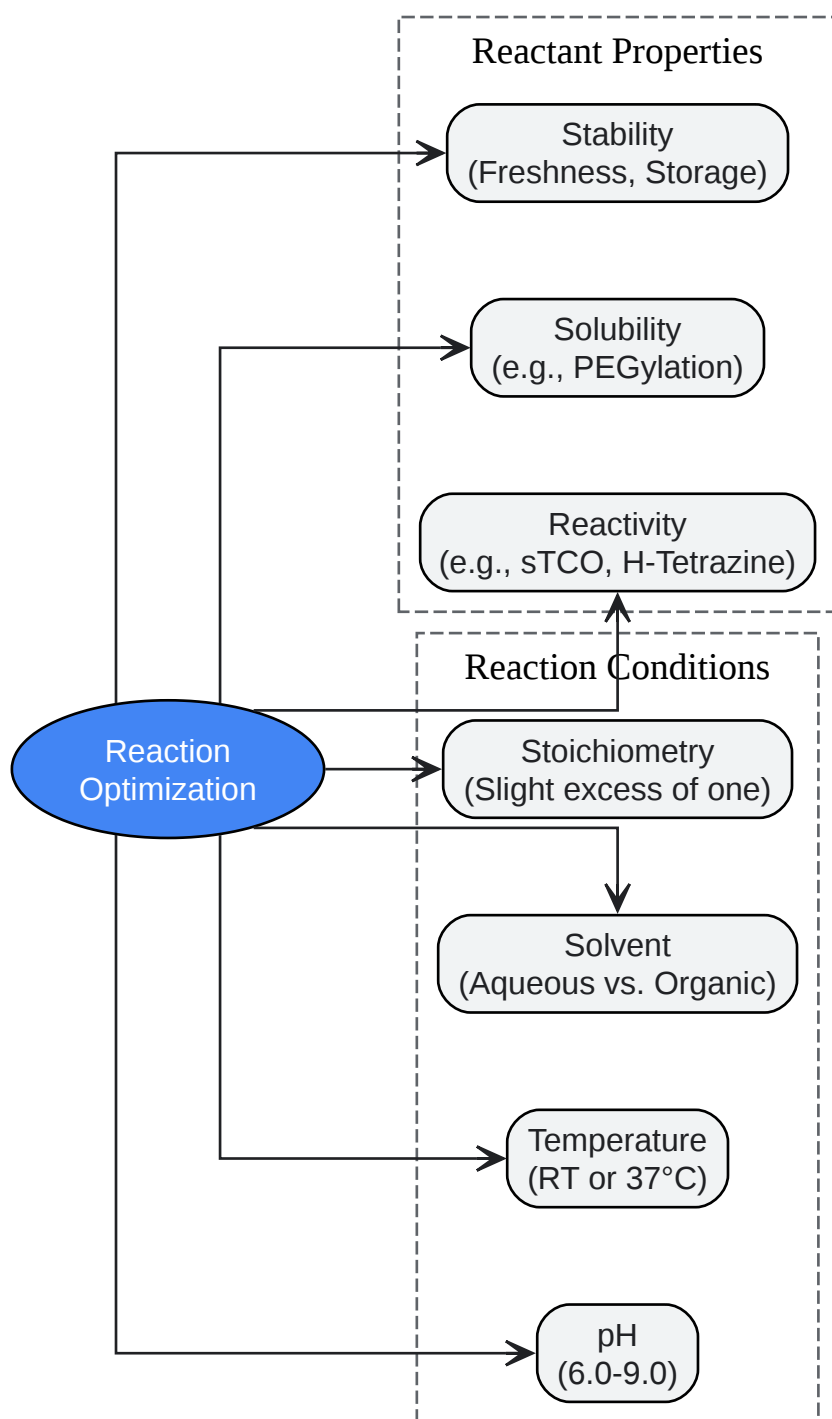 Reactant Properties
Stability
(Freshness, Storage)
Solubility
(e.g., PEGylation)
Reactivity
(e.g., sTCO, H-Tetrazine)
Reaction Conditions
Reaction
Optimization
Stoichiometry
(Slight excess of one)
Solvent
(Aqueous vs. Organic)
Temperature
(RT or 37°C)
pH
(6.0-9.0)